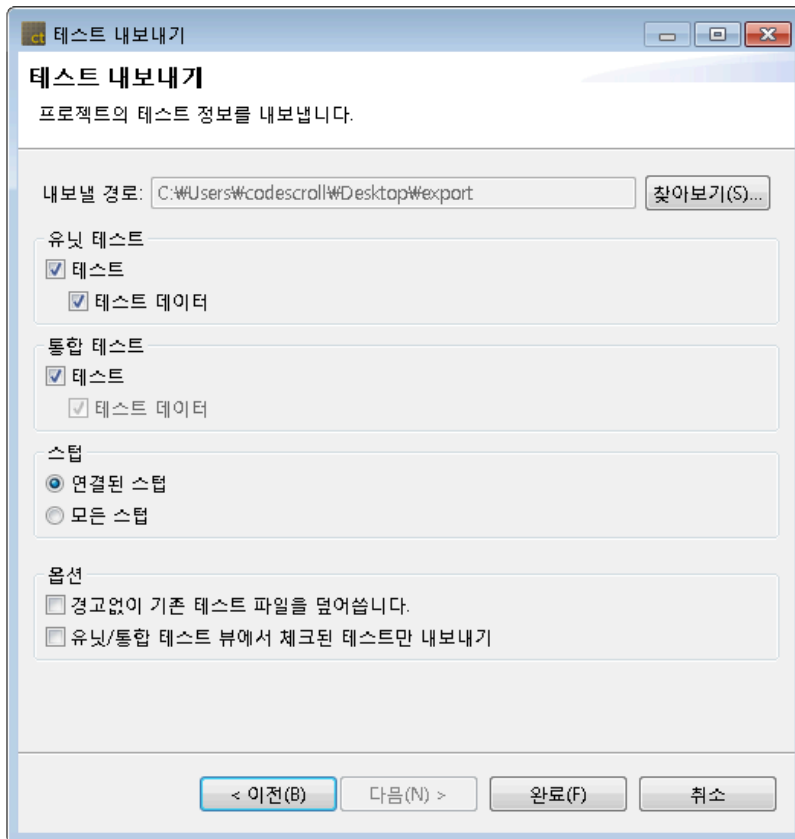 ct 테스트 내보내기
테스트 내보내기
프로젝트의 테스트 정보를 내보냅니다.
내보낼 경로: C:₩Users₩codescroll₩Desktop₩export 찾아보기(S)...
유닛 테스트
테스트
테스트 데이터
통합 테스트
테스트
테스트 데이터
스텁
연결된 스텁
모든 스텁
옵션
경고없이 기존 테스트 파일을 덮어씁니다.
유닛/통합 테스트 뷰에서 체크된 테스트만 내보내기
< 이전(B) 다음(N) > 완료(F) 취소